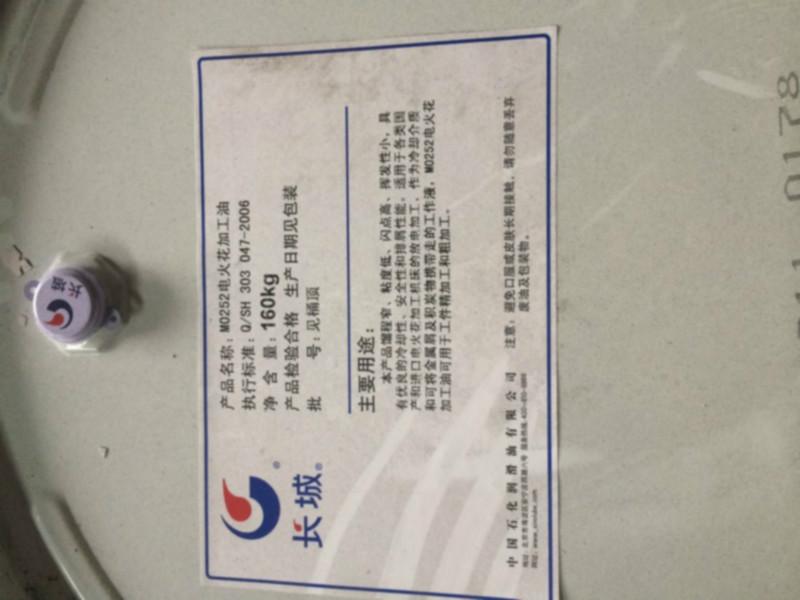 长城®
产品名称：M0252电火花加工油
执行标准：Q/SH 303 047-2006
净 含 量：160kg
产品检验合格 生产日期见包装
批 号：见桶顶
主要用途：
本产品馏程窄、粘度低、闪点高、挥发性小，具
有优良的冷却性、安全性和排屑性能。适用于各类国
产和进口电火花加工机床的放电加工，作为冷却介质
和可将金属屑及积炭物携带走的工作液，M0252电火花
加工油可用于工件精加工和粗加工。
中国石化润滑油有限公司
注意：避免口服或皮肤长期接触，请勿随意丢弃
废油及包装物。
长城
0178